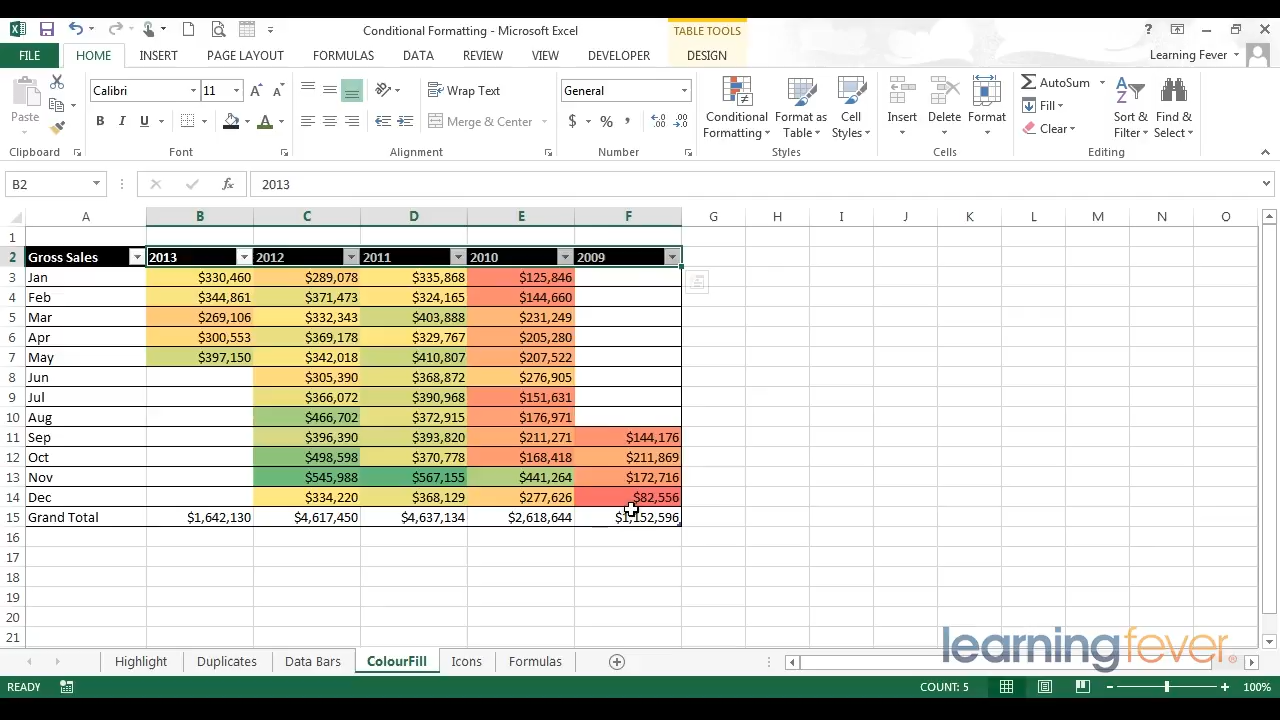 Conditional Formatting - Microsoft Excel
TABLE TOOLS
?
FILE HOME INSERT PAGE LAYOUT FORMULAS DATA REVIEW VIEW DEVELOPER DESIGN Learning Fever
Paste
Clipboard
Calibri 11
B I U
Font
Wrap Text
Merge & Center
Alignment
General
$ % ,
Number
Conditional Formatting
Format as Table
Cell Styles
Styles
Insert Delete Format
Cells
AutoSum
Fill
Clear
Sort & Filter
Find & Select
Editing
B2 fx 2013
A B C D E F G H I J K L M N O
1
2 Gross Sales 2013 2012 2011 2010 2009
3 Jan $330,460 $289,078 $335,868 $125,846
4 Feb $344,861 $371,473 $324,165 $144,660
5 Mar $269,106 $332,343 $403,888 $231,249
6 Apr $300,553 $369,178 $329,767 $205,280
7 May $397,150 $342,018 $410,807 $207,522
8 Jun $305,390 $368,872 $276,905
9 Jul $366,072 $390,968 $151,631
10 Aug $466,702 $372,915 $176,971
11 Sep $396,390 $393,820 $211,271 $144,176
12 Oct $498,598 $370,778 $168,418 $211,869
13 Nov $545,988 $567,155 $441,264 $172,716
14 Dec $334,220 $368,129 $277,626 $82,556
15 Grand Total $1,642,130 $4,617,450 $4,637,134 $2,618,644 $1,152,596
16
17
18
19
20
21
learningfever®
Highlight Duplicates Data Bars ColourFill Icons Formulas
READY COUNT: 5 100%